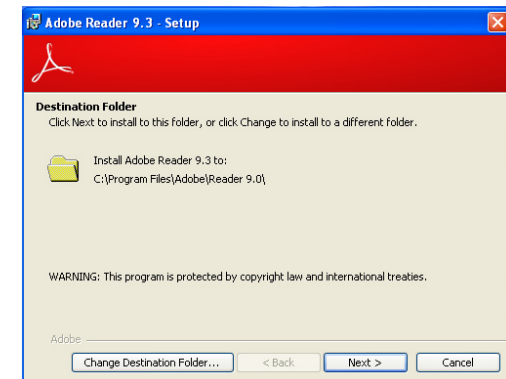 Adobe Reader 9.3 - Setup
Destination Folder
Click Next to install to this folder, or click Change to install to a different folder.
Install Adobe Reader 9.3 to:
C:\Program Files\Adobe\Reader 9.0\
WARNING: This program is protected by copyright law and international treaties.
Adobe
Change Destination Folder... < Back Next > Cancel